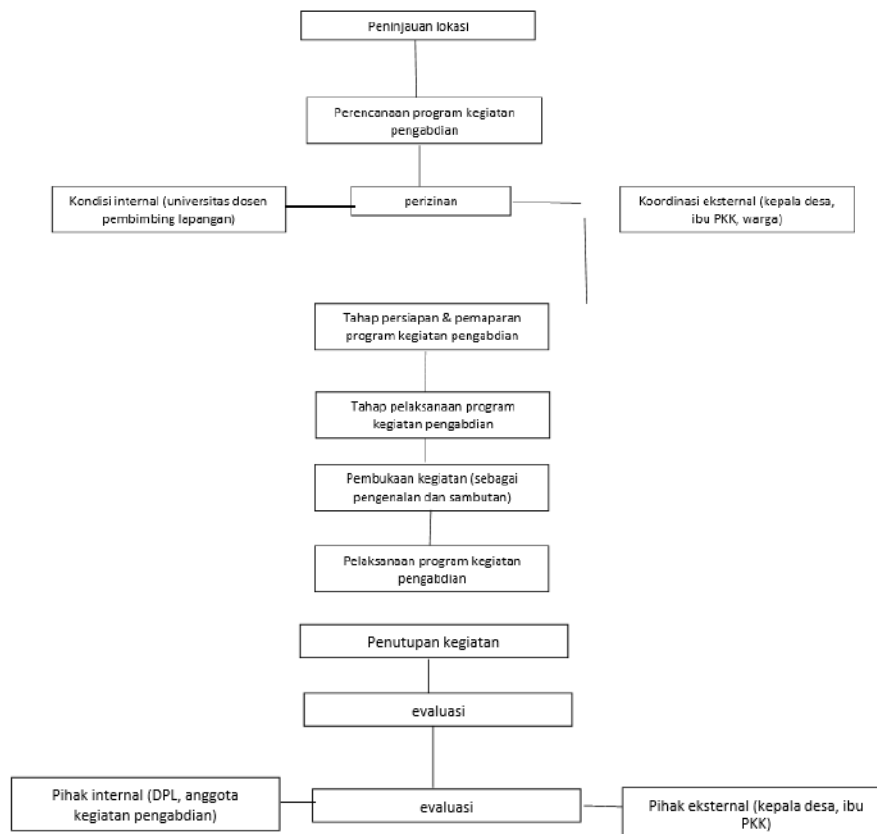 Peninjauan lokasi
Perencanaan program kegiatan
pengabdian
Kondisi internal (universitas dosen
pembimbing lapangan)
perizinan
Koordinasi eksternal (kepala desa,
ibu PKK, warga)
Tahap persiapan & pemaparan
program kegiatan pengabdian
Tahap pelaksanaan program
kegiatan pengabdian
Pembukaan kegiatan (sebagai
pengenalan dan sambutan)
Pelaksanaan program kegiatan
pengabdian
Penutupan kegiatan
evaluasi
Pihak internal (DPL, anggota
kegiatan pengabdian)
evaluasi
Pihak eksternal (kepala desa, ibu
PKK)